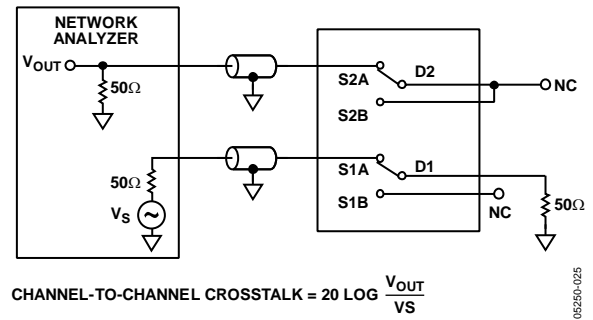 NETWORK
ANALYZER
VOUT
50Ω
S2A
D2
NC
S2B
50Ω
VS
S1A
D1
S1B
NC
50Ω
CHANNEL-TO-CHANNEL CROSSTALK = 20 LOG VOUT
VS
05250-025